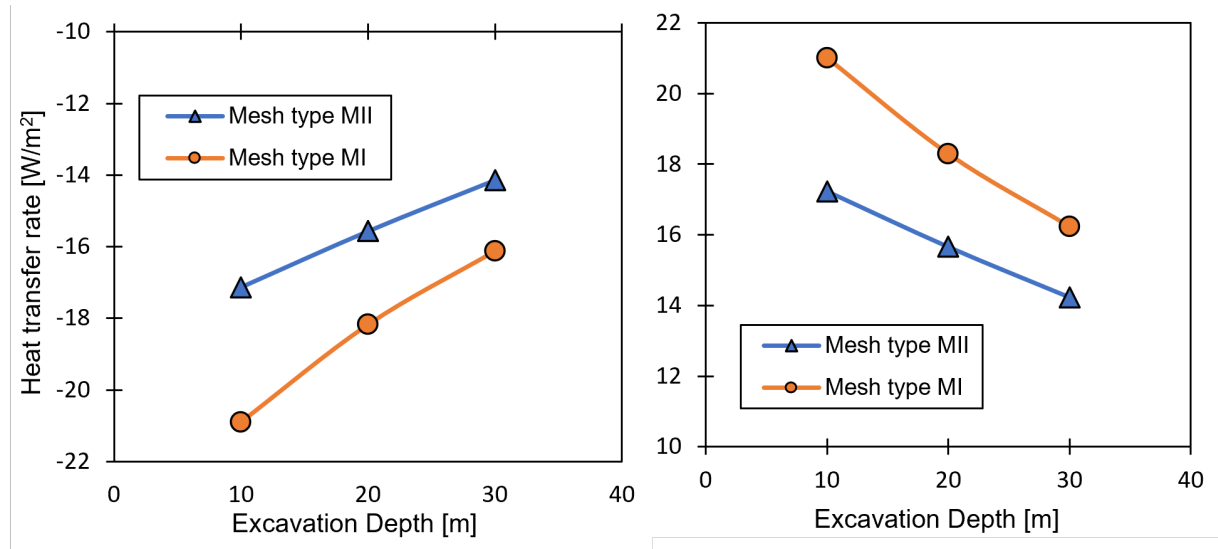 -10
-12
-14
-16
-18
-20
-22
Heat transfer rate [W/m²]
Mesh type MII
Mesh type MI
0 10 20 30 40
Excavation Depth [m]
22
20
18
16
14
12
10
Mesh type MII
Mesh type MI
0 10 20 30 40
Excavation Depth [m]